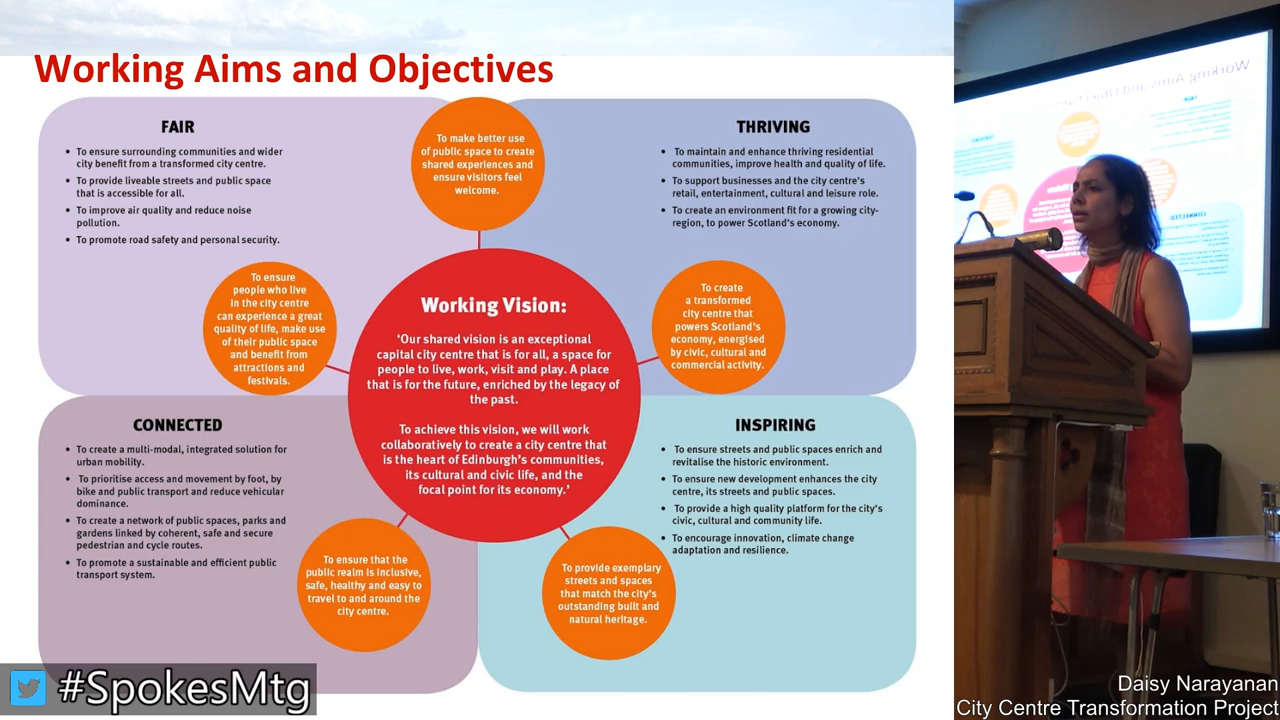 Working Aims and Objectives
FAIR
• To ensure surrounding communities and wider
city benefit from a transformed city centre.
• To provide liveable streets and public space
that is accessible for all.
• To improve air quality and reduce noise
pollution.
• To promote road safety and personal security.
To make better use
of public space to create
shared experiences and
ensure visitors feel
welcome.
THRIVING
• To maintain and enhance thriving residential
communities, improve health and quality of life.
• To support businesses and the city centre's
retail, entertainment, cultural and leisure role.
• To create an environment fit for a growing city-
region, to power Scotland's economy.
To ensure
people who live
in the city centre
can experience a great
quality of life, make use
of their public space
and benefit from
attractions and
festivals.
Working Vision:
‘Our shared vision is an exceptional
capital city centre that is for all, a space for
people to live, work, visit and play. A place
that is for the future, enriched by the legacy of
the past.
To achieve this vision, we will work
collaboratively to create a city centre that
is the heart of Edinburgh's communities,
its cultural and civic life, and the
focal point for its economy.’
To create
a transformed
city centre that
powers Scotland's
economy, energised
by civic, cultural and
commercial activity.
CONNECTED
• To create a multi-modal, integrated solution for
urban mobility.
• To prioritise access and movement by foot, by
bike and public transport and reduce vehicular
dominance.
• To create a network of public spaces, parks and
gardens linked by coherent, safe and secure
pedestrian and cycle routes.
• To promote a sustainable and efficient public
transport system.
INSPIRING
• To ensure streets and public spaces enrich and
revitalise the historic environment.
• To ensure new development enhances the city
centre, its streets and public spaces.
• To provide a high quality platform for the city's
civic, cultural and community life.
• To encourage innovation, climate change
adaptation and resilience.
To ensure that the
public realm is inclusive,
safe, healthy and easy to
travel to and around the
city centre.
To provide exemplary
streets and spaces
that match the city's
outstanding built and
natural heritage.
#SpokesMtg
Daisy Narayanan
City Centre Transformation Project